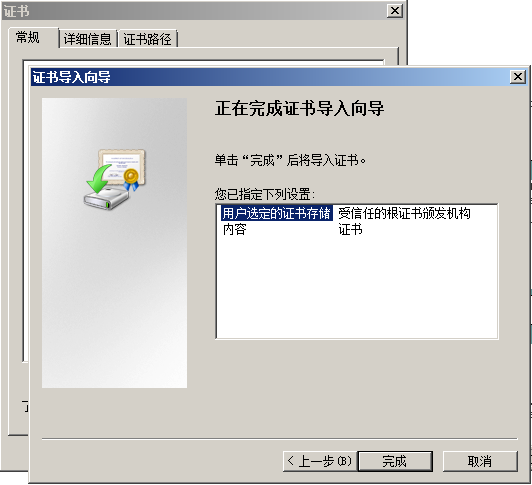 证书
常规 详细信息 证书路径
证书导入向导
正在完成证书导入向导
单击“完成”后将导入证书。
您已指定下列设置:
用户选定的证书存储 受信任的根证书颁发机构
内容 证书
< 上一步(B) 完成 取消